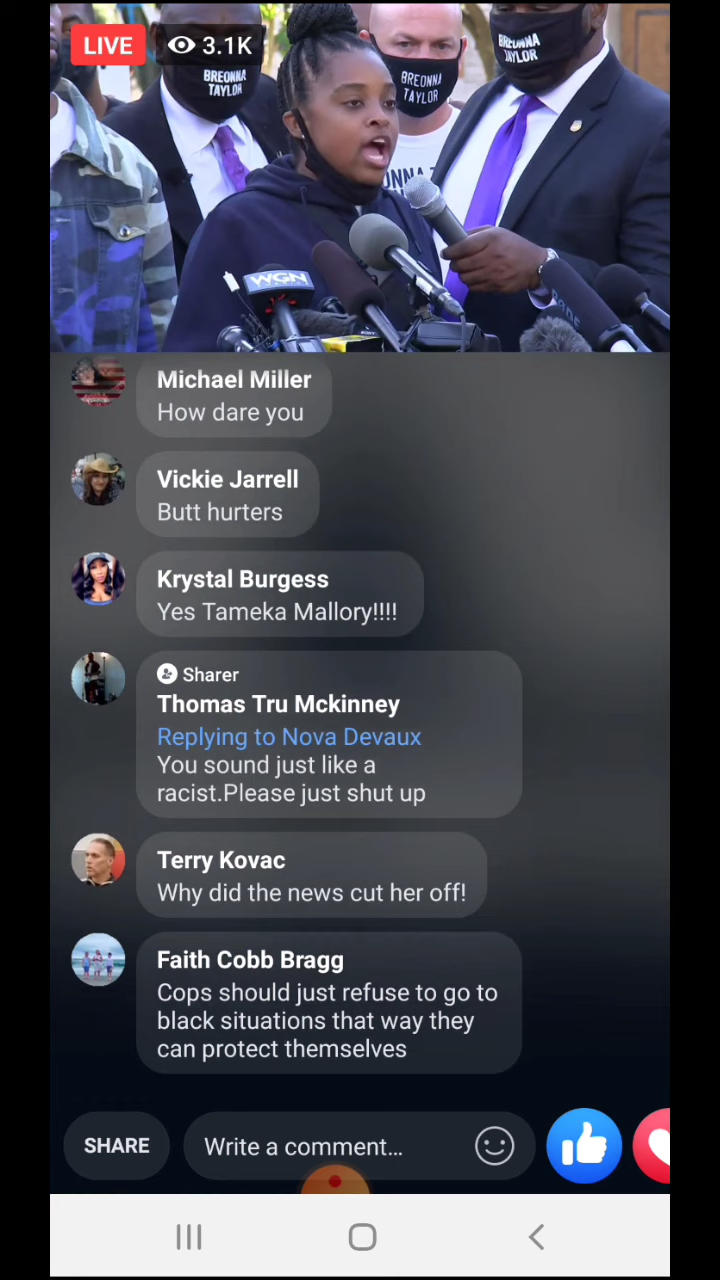 LIVE
3.1K
BREONNA
TAYLOR
BREONNA
TAYLOR
BREONNA
TAYLOR
WGN
Michael Miller
How dare you
Vickie Jarrell
Butt hurters
Krystal Burgess
Yes Tameka Mallory!!!!
Sharer
Thomas Tru Mckinney
Replying to Nova Devaux
You sound just like a
racist.Please just shut up
Terry Kovac
Why did the news cut her off!
Faith Cobb Bragg
Cops should just refuse to go to
black situations that way they
can protect themselves
SHARE
Write a comment...